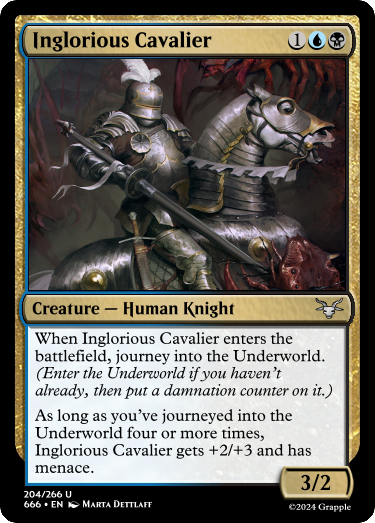 Inglorious Cavalier 1
Creature — Human Knight
When Inglorious Cavalier enters the
battlefield, journey into the Underworld.
(Enter the Underworld if you haven't
already, then put a damnation counter on it.)
As long as you've journeyed into the
Underworld four or more times,
Inglorious Cavalier gets +2/+3 and has
menace.
3/2
204/266 U
666 • EN Marta Dettlaff
©2024 Grapple